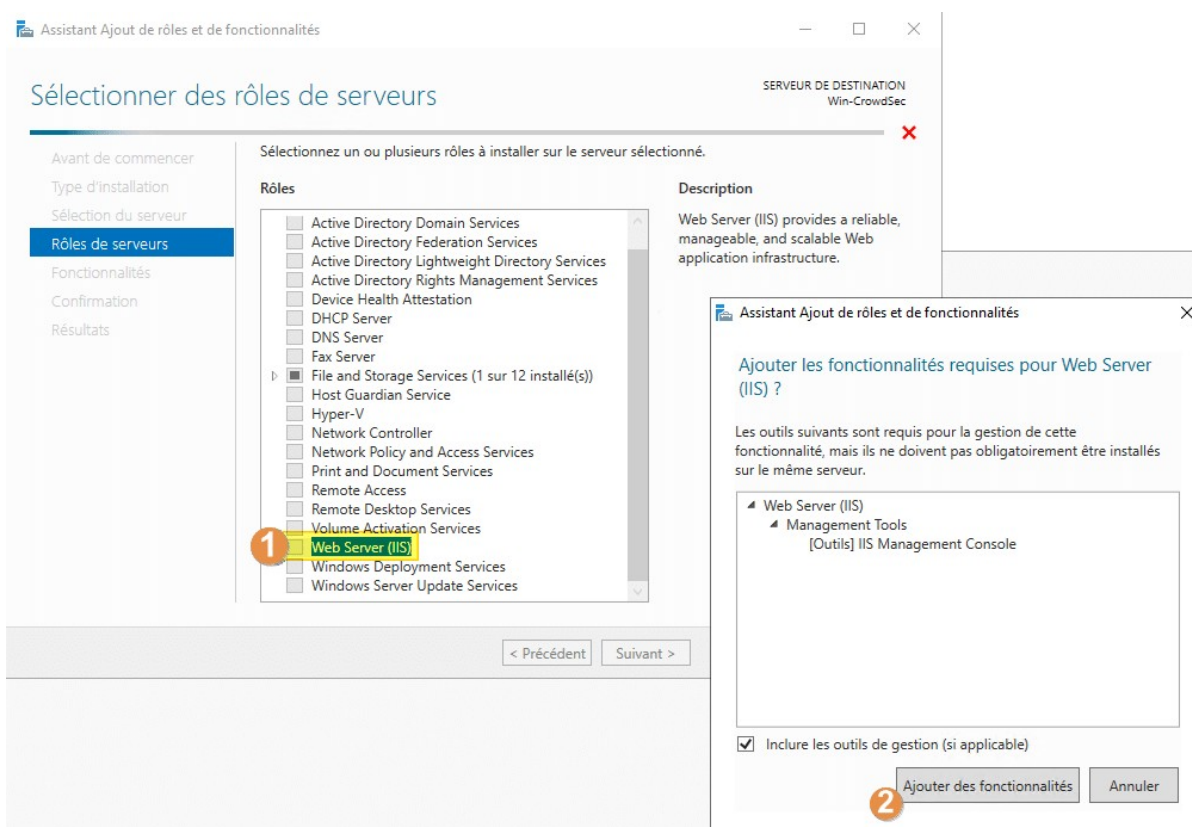 Assistant Ajout de rôles et de fonctionnalités
Sélectionner des rôles de serveurs
SERVEUR DE DESTINATION
Win-CrowdSec
Avant de commencer
Type d'installation
Sélection du serveur
Rôles de serveurs
Fonctionnalités
Confirmation
Résultats
Sélectionnez un ou plusieurs rôles à installer sur le serveur sélectionné.
Rôles
Active Directory Domain Services
Active Directory Federation Services
Active Directory Lightweight Directory Services
Active Directory Rights Management Services
Device Health Attestation
DHCP Server
DNS Server
Fax Server
File and Storage Services (1 sur 12 installé(s))
Host Guardian Service
Hyper-V
Network Controller
Network Policy and Access Services
Print and Document Services
Remote Access
Remote Desktop Services
Volume Activation Services
1 Web Server (IIS)
Windows Deployment Services
Windows Server Update Services
Description
Web Server (IIS) provides a reliable,
manageable, and scalable Web
application infrastructure.
< Précédent
Suivant >
Assistant Ajout de rôles et de fonctionnalités
Ajouter les fonctionnalités requises pour Web Server
(IIS) ?
Les outils suivants sont requis pour la gestion de cette
fonctionnalité, mais ils ne doivent pas obligatoirement être installés
sur le même serveur.
Web Server (IIS)
Management Tools
[Outils] IIS Management Console
Inclure les outils de gestion (si applicable)
2 Ajouter des fonctionnalités
Annuler